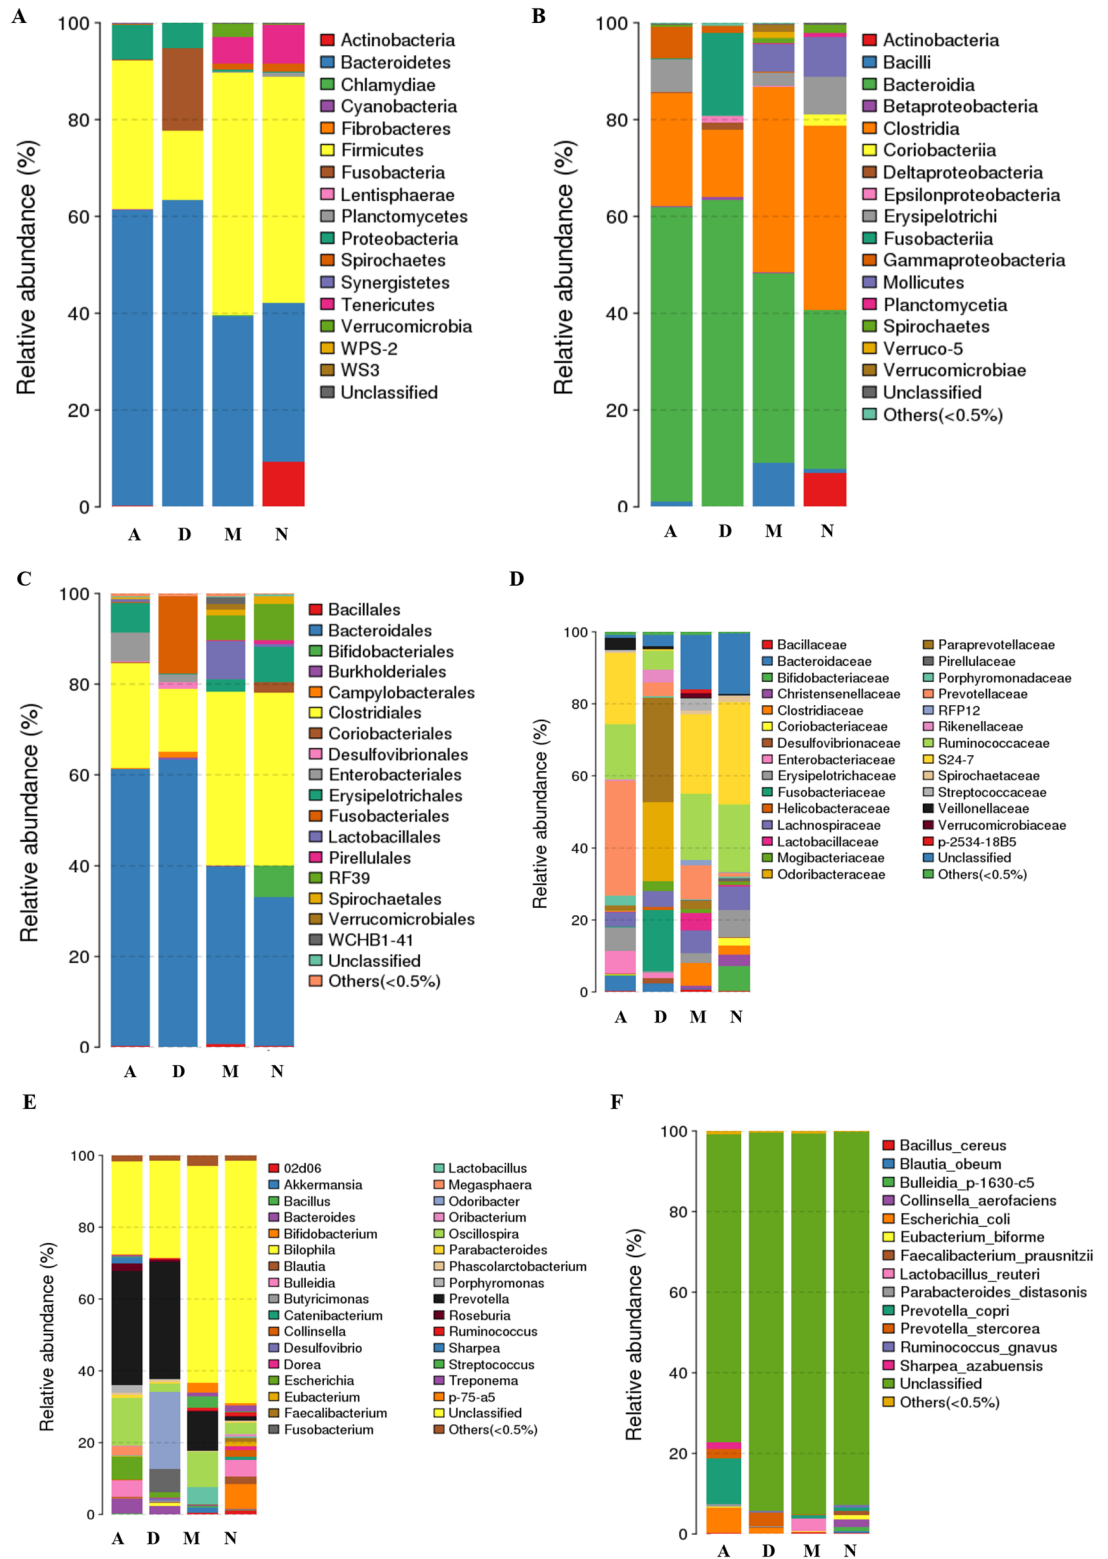 A
100
80
60
40
20
0
Relative abundance (%)
A D M N
Actinobacteria
Bacteroidetes
Chlamydiae
Cyanobacteria
Fibrobacteres
Firmicutes
Fusobacteria
Lentisphaerae
Planctomycetes
Proteobacteria
Spirochaetes
Synergistetes
Tenericutes
Verrucomicrobia
WPS-2
WS3
Unclassified
B
100
80
60
40
20
0
Relative abundance (%)
A D M N
Actinobacteria
Bacilli
Bacteroidia
Betaproteobacteria
Clostridia
Coriobacteriia
Deltaproteobacteria
Epsilonproteobacteria
Erysipelotrichi
Fusobacteriia
Gammaproteobacteria
Mollicutes
Planctomycetia
Spirochaetes
Verruco-5
Verrucomicrobiae
Unclassified
Others(<0.5%)
C
100
80
60
40
20
0
Relative abundance (%)
A D M N
Bacillales
Bacteroidales
Bifidobacteriales
Burkholderiales
Campylobacterales
Clostridiales
Coriobacteriales
Desulfovibrionales
Enterobacteriales
Erysipelotrichales
Fusobacteriales
Lactobacillales
Pirellulales
RF39
Spirochaetales
Verrucomicrobiales
WCHB1-41
Unclassified
Others(<0.5%)
D
100
80
60
40
20
0
Relative abundance (%)
A D M N
Bacillaceae
Bacteroidaceae
Bifidobacteriaceae
Christensenellaceae
Clostridiaceae
Coriobacteriaceae
Desulfovibrionaceae
Enterobacteriaceae
Erysipelotrichaceae
Fusobacteriaceae
Helicobacteraceae
Lachnospiraceae
Lactobacillaceae
Mogibacteriaceae
Odoribacteraceae
Paraprevotellaceae
Pirellulaceae
Porphyromonadaceae
Prevotellaceae
RFP12
Rikenellaceae
Ruminococcaceae
S24-7
Spirochaetaceae
Streptococcaceae
Veillonellaceae
Verrucomicrobiaceae
p-2534-18B5
Unclassified
Others(<0.5%)
E
100
80
60
40
20
0
Relative abundance (%)
A D M N
02d06
Akkermansia
Bacillus
Bacteroides
Bifidobacterium
Bilophila
Blautia
Bulleidia
Butyricimonas
Catenibacterium
Collinsella
Desulfovibrio
Dorea
Escherichia
Eubacterium
Faecalibacterium
Fusobacterium
Lactobacillus
Megasphaera
Odoribacter
Oribacterium
Oscillospira
Parabacteroides
Phascolarctobacterium
Porphyromonas
Prevotella
Roseburia
Ruminococcus
Sharpea
Streptococcus
Treponema
p-75-a5
Unclassified
Others(<0.5%)
F
100
80
60
40
20
0
Relative abundance (%)
A D M N
Bacillus_cereus
Blautia_obeum
Bulleidia_p-1630-c5
Collinsella_aerofaciens
Escherichia_coli
Eubacterium_biforme
Faecalibacterium_prausnitzii
Lactobacillus_reuteri
Parabacteroides_distasonis
Prevotella_copri
Prevotella_stercorea
Ruminococcus_gnavus
Sharpea_azabuensis
Unclassified
Others(<0.5%)